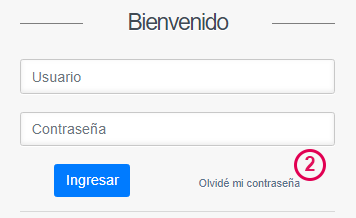 Bienvenido
Usuario
Contraseña
2
Ingresar
Olvidé mi contraseña